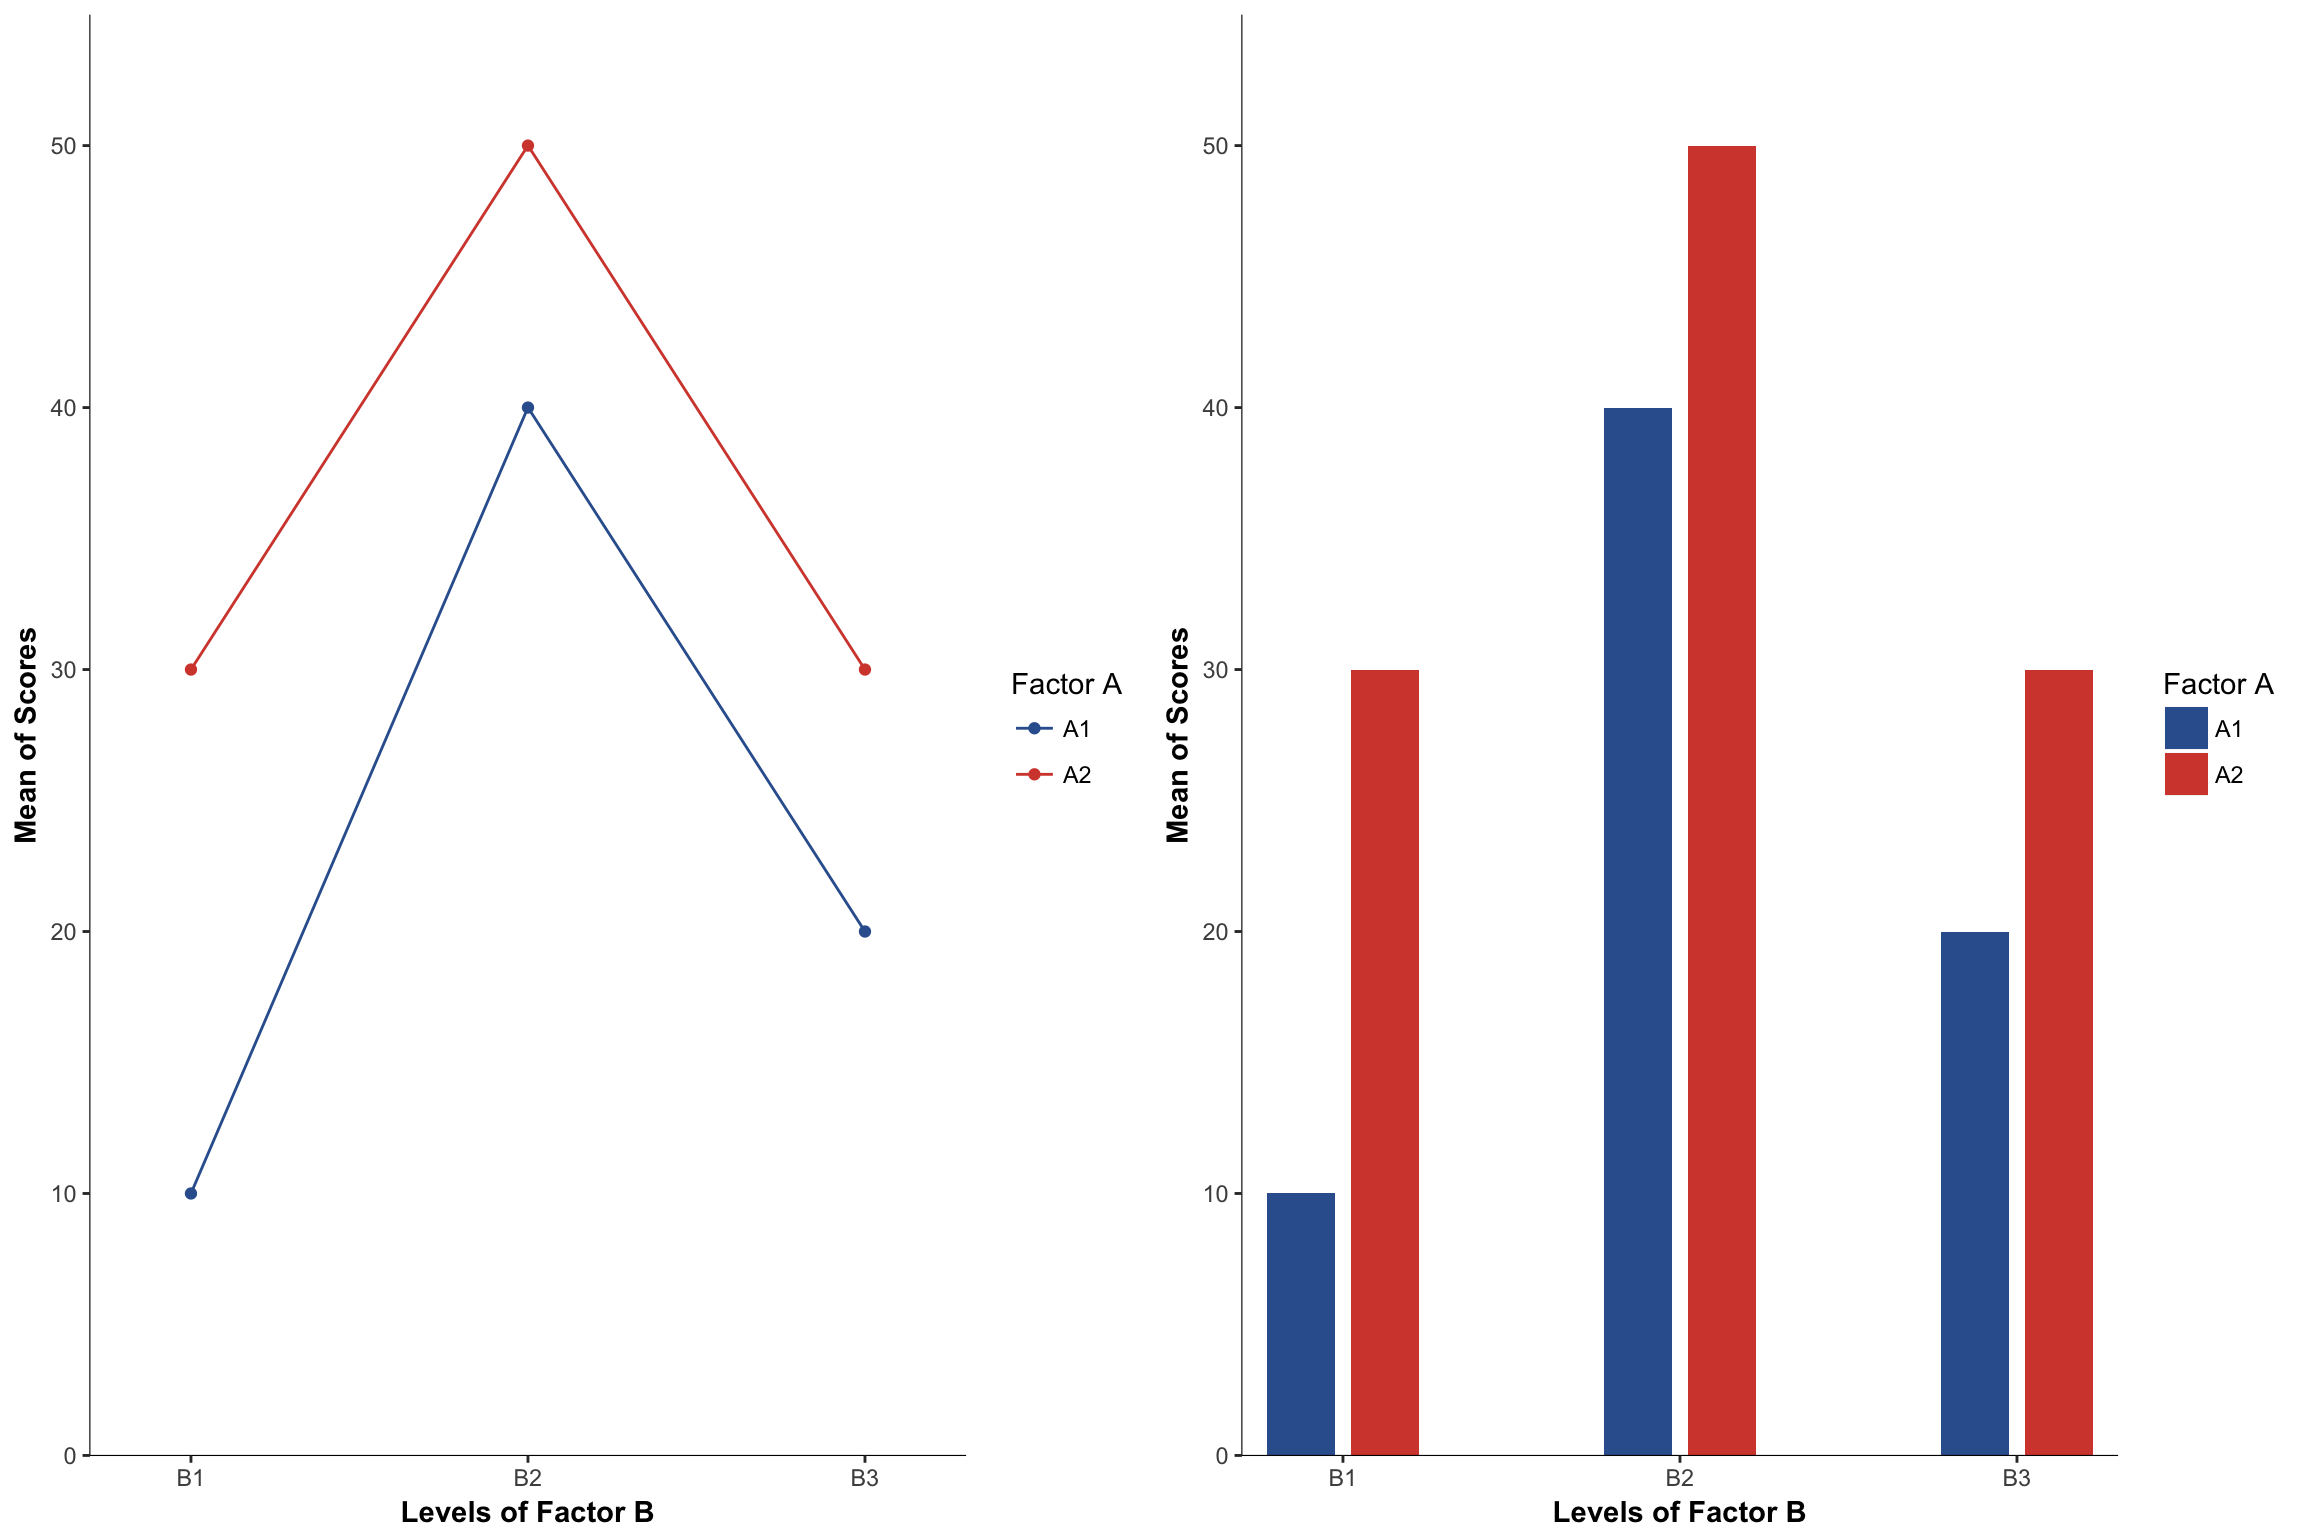 50
40
30
20
10
0
Mean of Scores
B1 B2 B3
Levels of Factor B
Factor A
A1
A2
50
40
30
20
10
0
Mean of Scores
B1 B2 B3
Levels of Factor B
Factor A
A1
A2